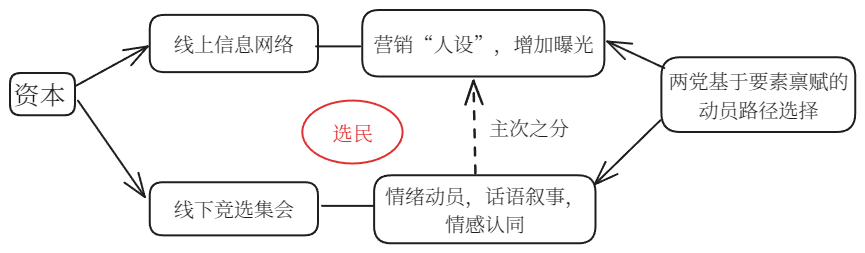 线上信息网络
营销“人设”，增加曝光
资本
两党基于要素禀赋的
动员路径选择
选民
主次之分
线下竞选集会
情绪动员，话语叙事，
情感认同